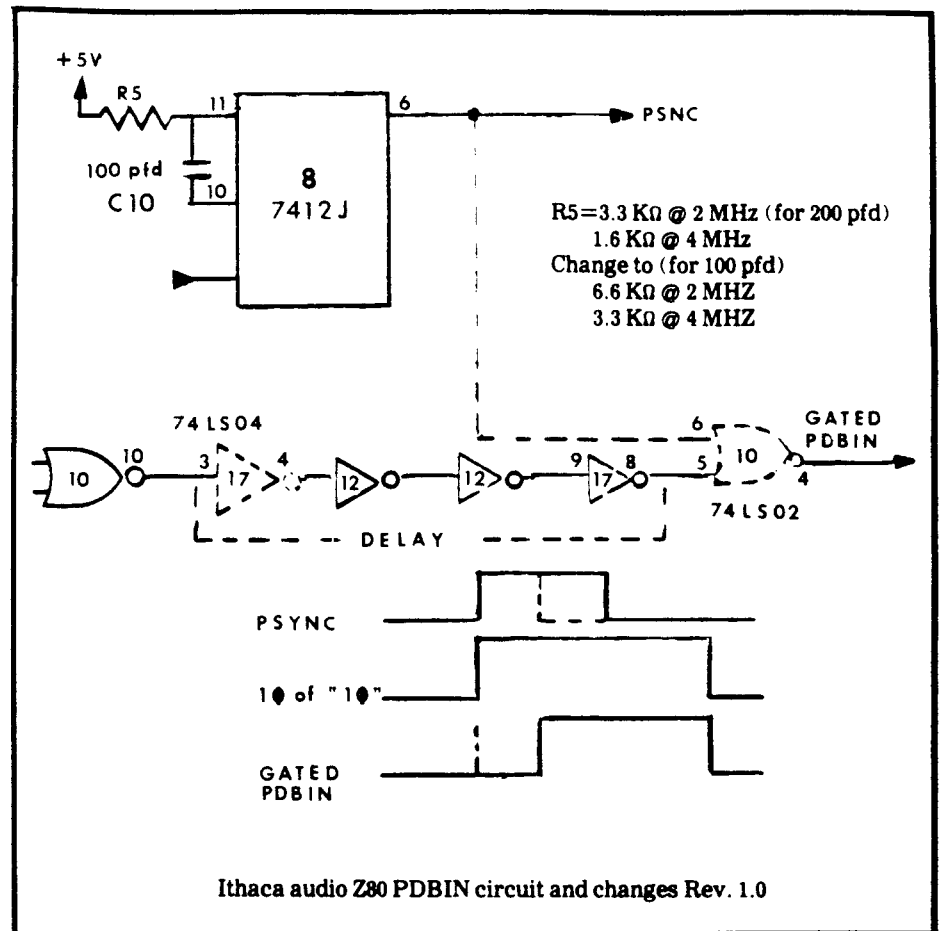 +5V
R5
11
6
PSNC
100 pfd
C10
10
8
7412J
R5=3.3 KΩ @ 2 MHz (for 200 pfd)
1.6 KΩ @ 4 MHz
Change to (for 100 pfd)
6.6 KΩ @ 2 MHZ
3.3 KΩ @ 4 MHZ
74LS04
10
10
3
17
4
12
12
9
17
8
6
5
10
4
GATED
PDBIN
74LS02
DELAY
PSYNC
10 of "10"
GATED
PDBIN
Ithaca audio Z80 PDBIN circuit and changes Rev. 1.0